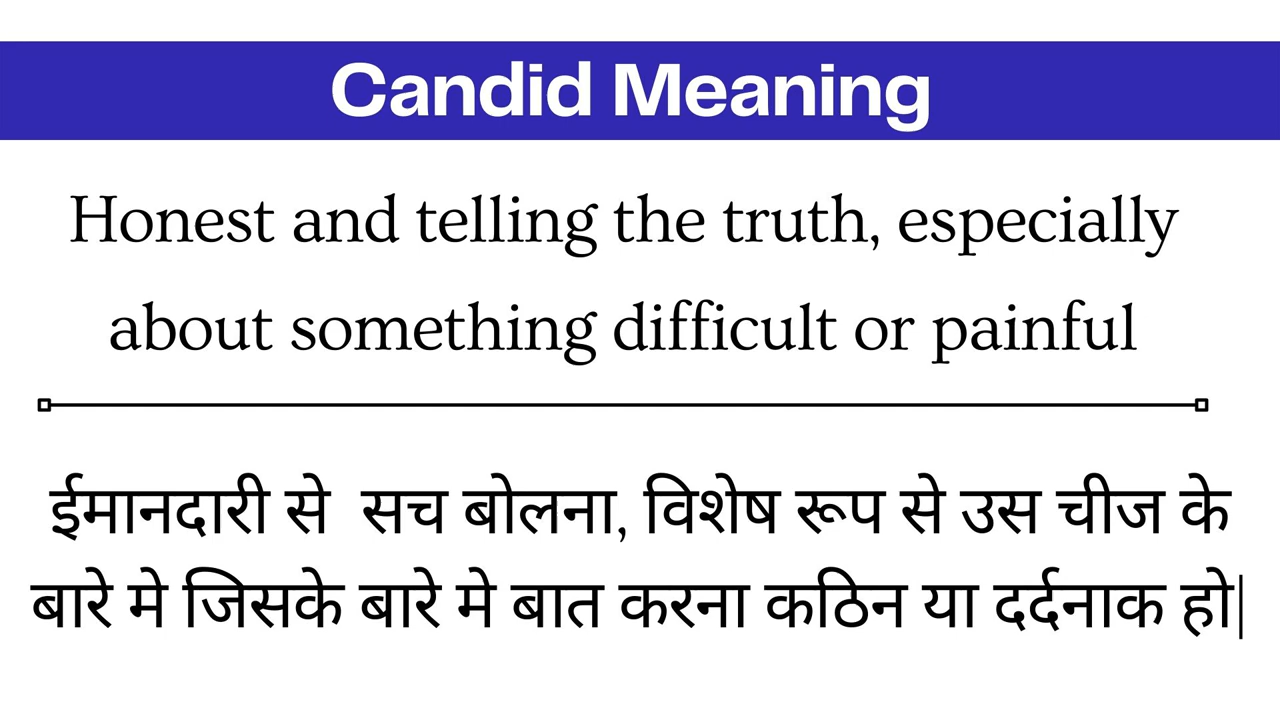 Candid Meaning
Honest and telling the truth, especially
about something difficult or painful
ईमानदारी से सच बोलना, विशेष रूप से उस चीज के
बारे मे जिसके बारे मे बात करना कठिन या दर्दनाक हो|